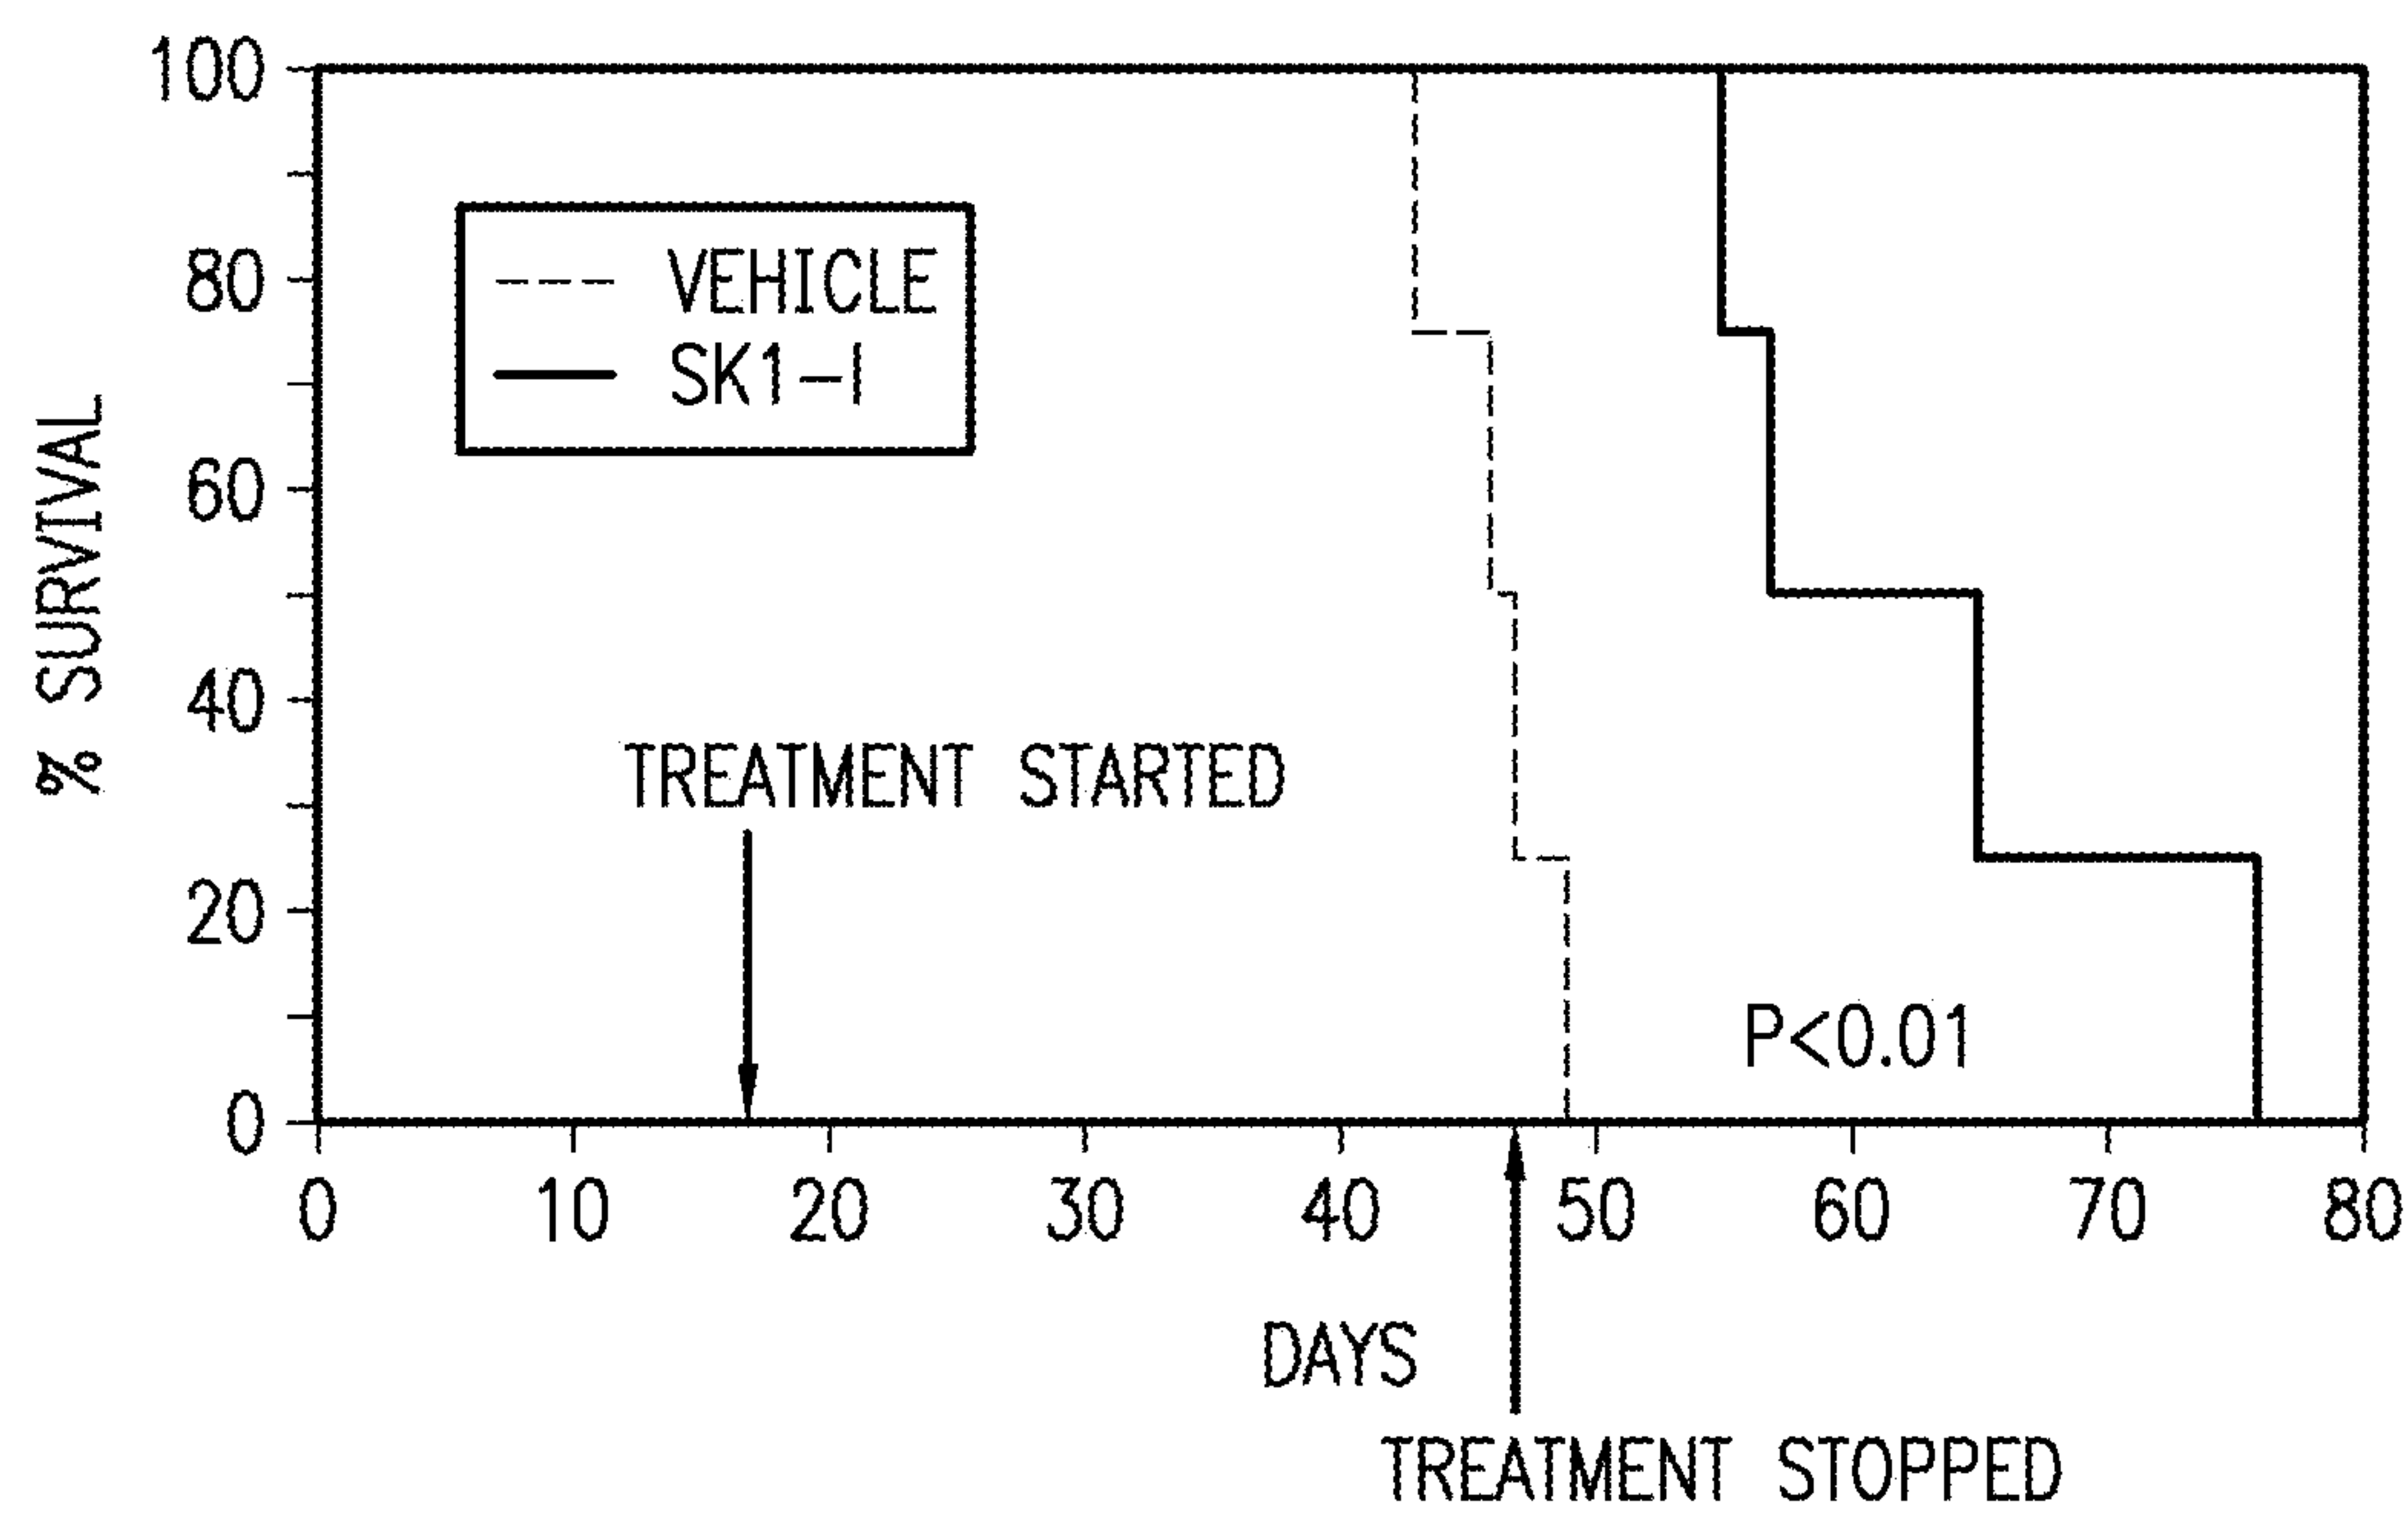 100
80
60
40
20
0
% SURVIVAL
VEHICLE
SK1-I
TREATMENT STARTED
P<0.01
0 10 20 30 40 50 60 70 80
DAYS
TREATMENT STOPPED